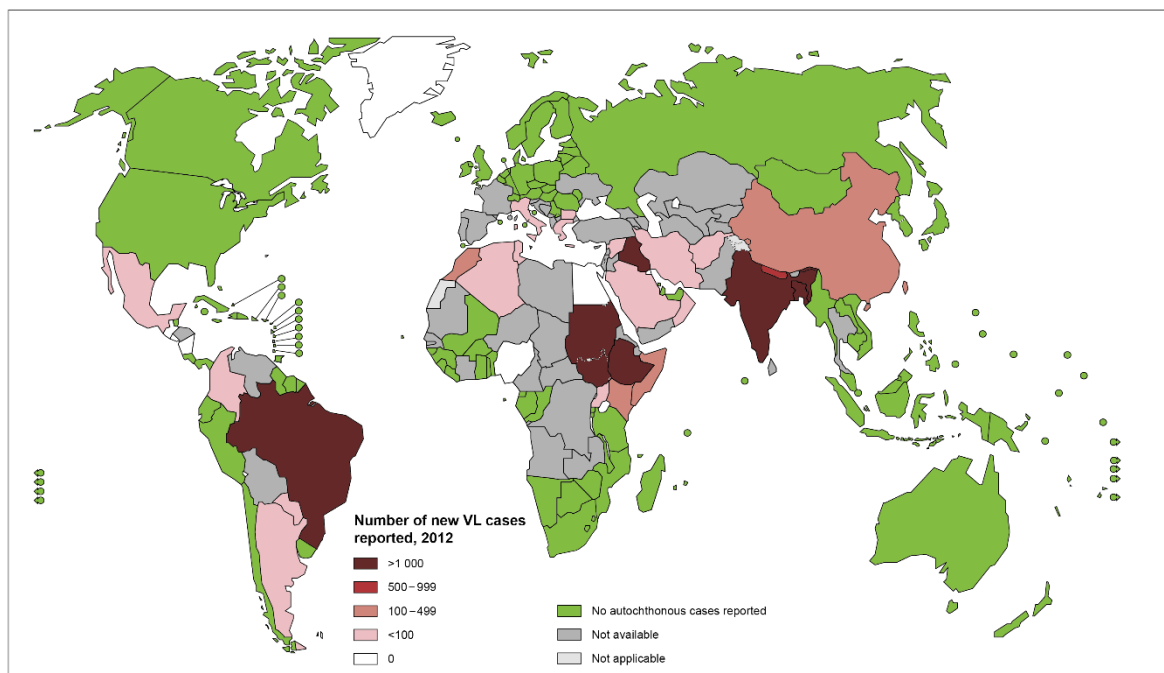 Number of new VL cases
reported, 2012
>1 000
500–999
100–499
<100
0
No autochthonous cases reported
Not available
Not applicable